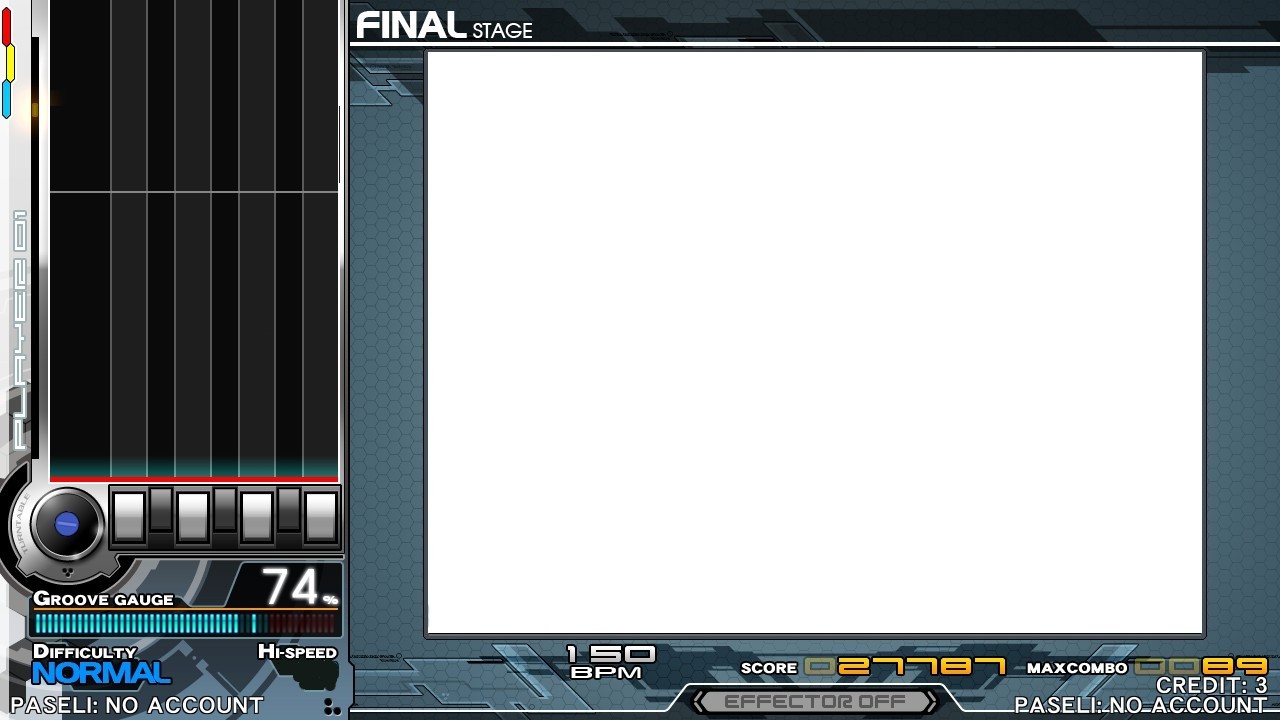 FINAL STAGE
PLAYER 01
TURNTABLE
74%
GROOVE GAUGE
DIFFICULTY
NORMAL
HI-SPEED
PASELI: NO ACCOUNT
150
BPM
SCORE 027787
MAXCOMBO 0089
EFFECTOR OFF
CREDIT: 3
PASELI: NO ACCOUNT